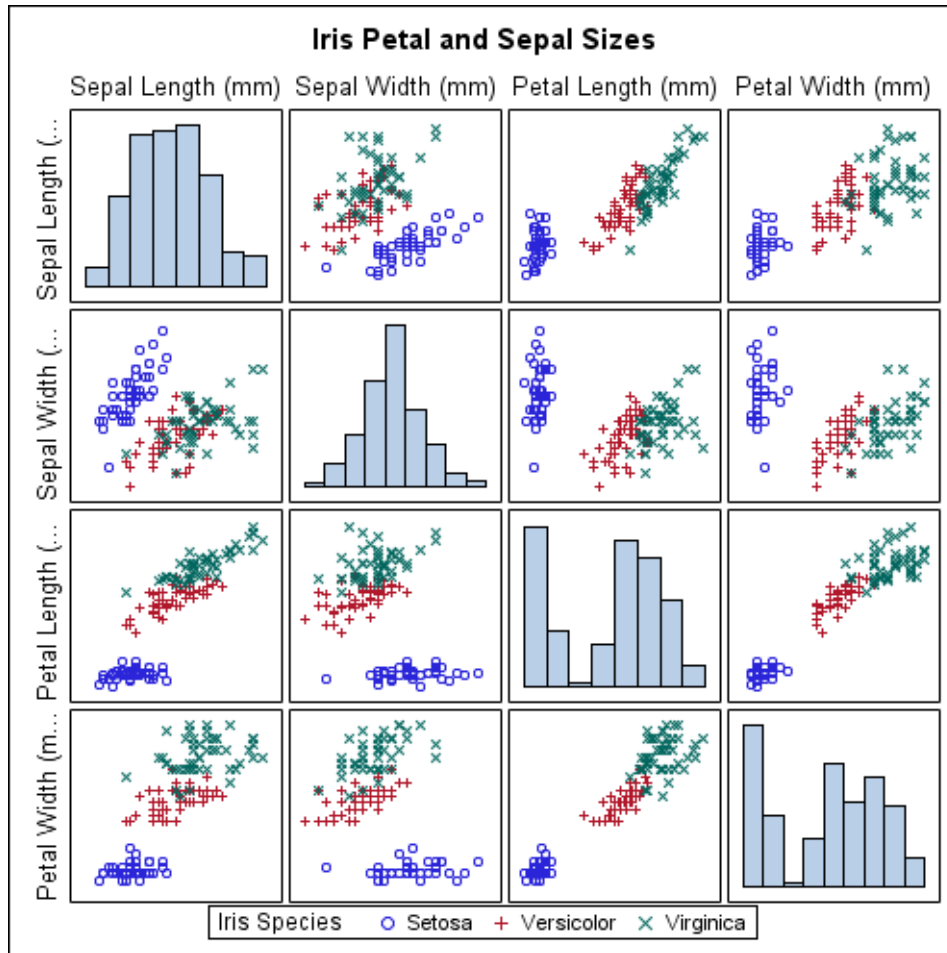 Iris Petal and Sepal Sizes
Sepal Length (mm) Sepal Width (mm) Petal Length (mm) Petal Width (mm)
Sepal Length (...
Sepal Width (...
Petal Length (...
Petal Width (m...
Iris Species Setosa Versicolor Virginica